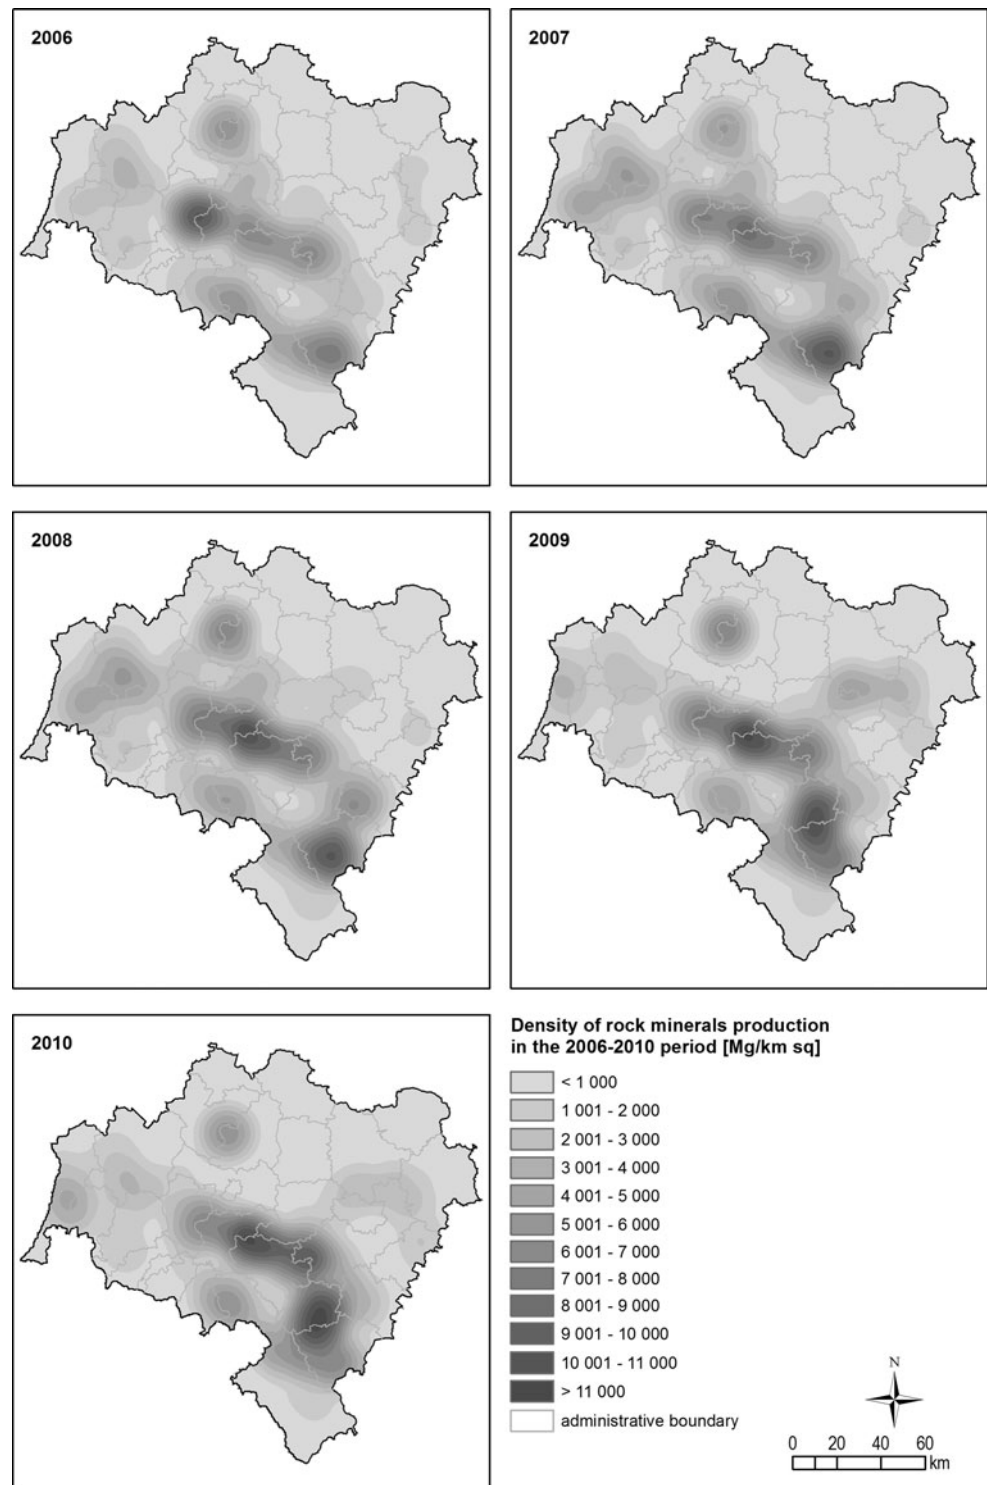 2006
2007
2008
2009
2010
Density of rock minerals production
in the 2006-2010 period [Mg/km sq]
< 1 000
1 001 - 2 000
2 001 - 3 000
3 001 - 4 000
4 001 - 5 000
5 001 - 6 000
6 001 - 7 000
7 001 - 8 000
8 001 - 9 000
9 001 - 10 000
10 001 - 11 000
> 11 000
administrative boundary
N
0 20 40 60
km